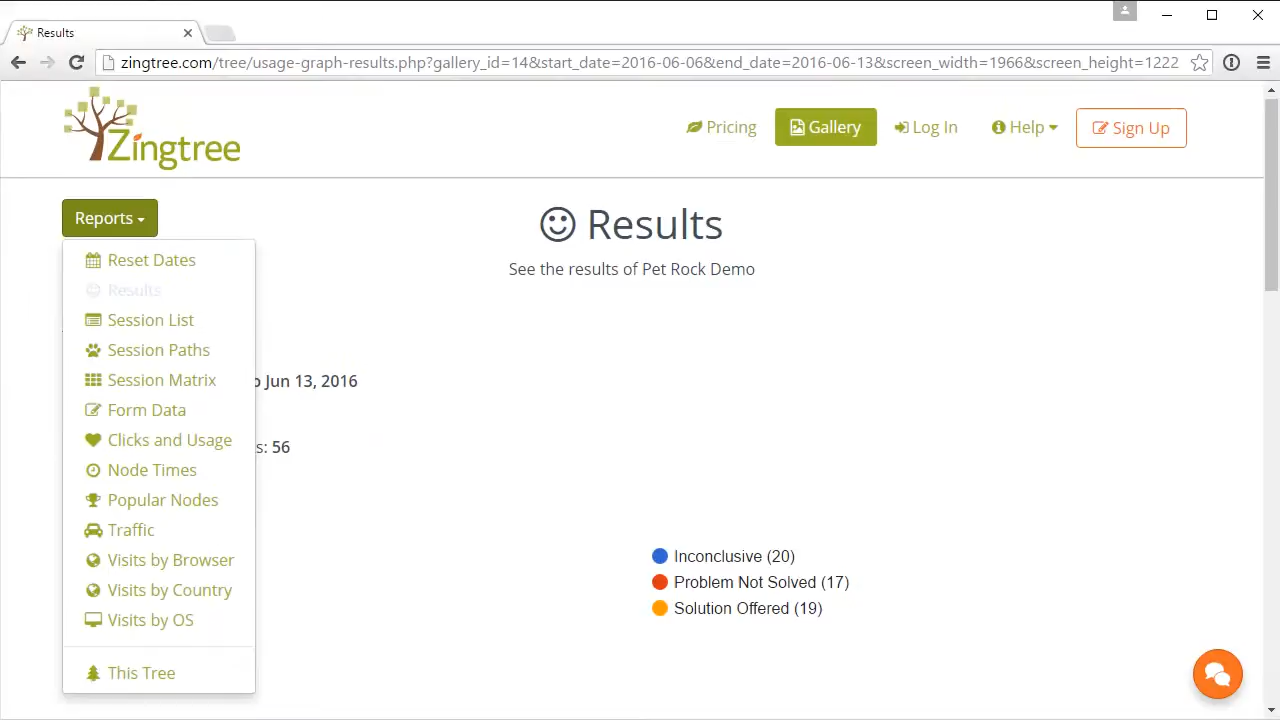 Results
zingtree.com/tree/usage-graph-results.php?gallery_id=14&start_date=2016-06-06&end_date=2016-06-13&screen_width=1966&screen_height=1222
Zingtree
Pricing
Gallery
Log In
Help
Sign Up
Reports
Results
See the results of Pet Rock Demo
Reset Dates
Results
Session List
Session Paths
Session Matrix
Jun 13, 2016
Form Data
Clicks and Usage
56
Node Times
Popular Nodes
Traffic
Visits by Browser
Visits by Country
Visits by OS
This Tree
Inconclusive (20)
Problem Not Solved (17)
Solution Offered (19)